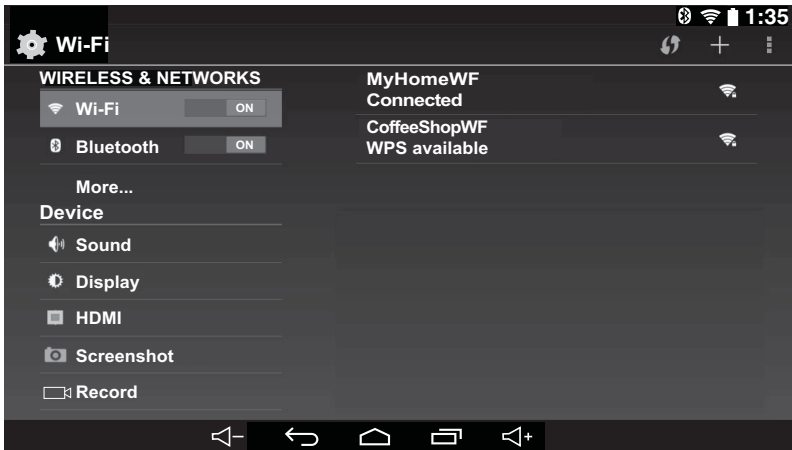 1:35
Wi-Fi
WIRELESS & NETWORKS
Wi-Fi ON
Bluetooth ON
More...
Device
Sound
Display
HDMI
Screenshot
Record
MyHomeWF
Connected
CoffeeShopWF
WPS available